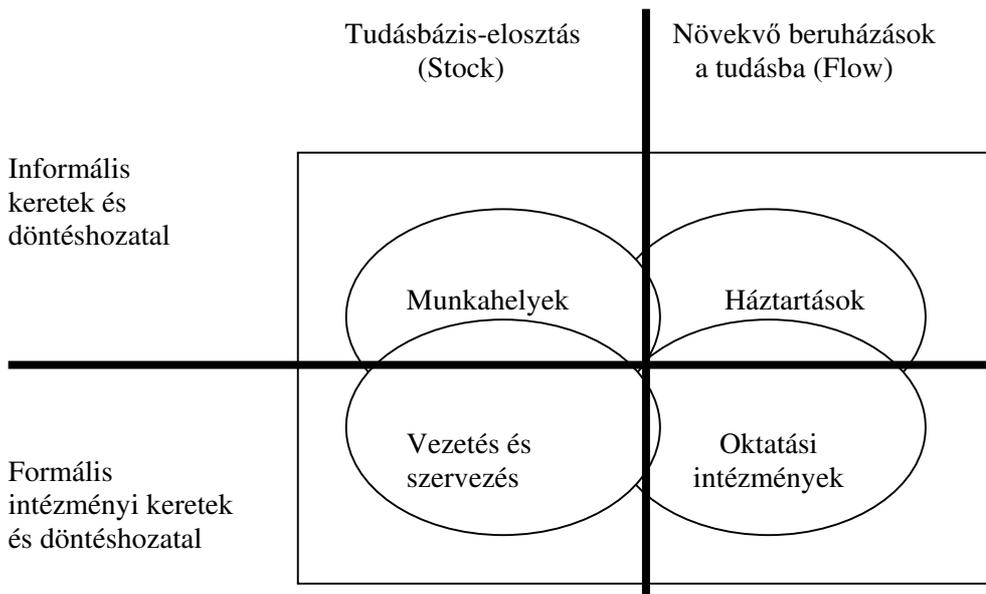 Tudásbázis-elosztás
(Stock)
Növekvő beruházások
a tudásba (Flow)
Informális
keretek és
döntéshozatal
Munkahelyek
Háztartások
Vezetés és
szervezés
Oktatási
intézmények
Formális
intézményi keretek
és döntéshozatal